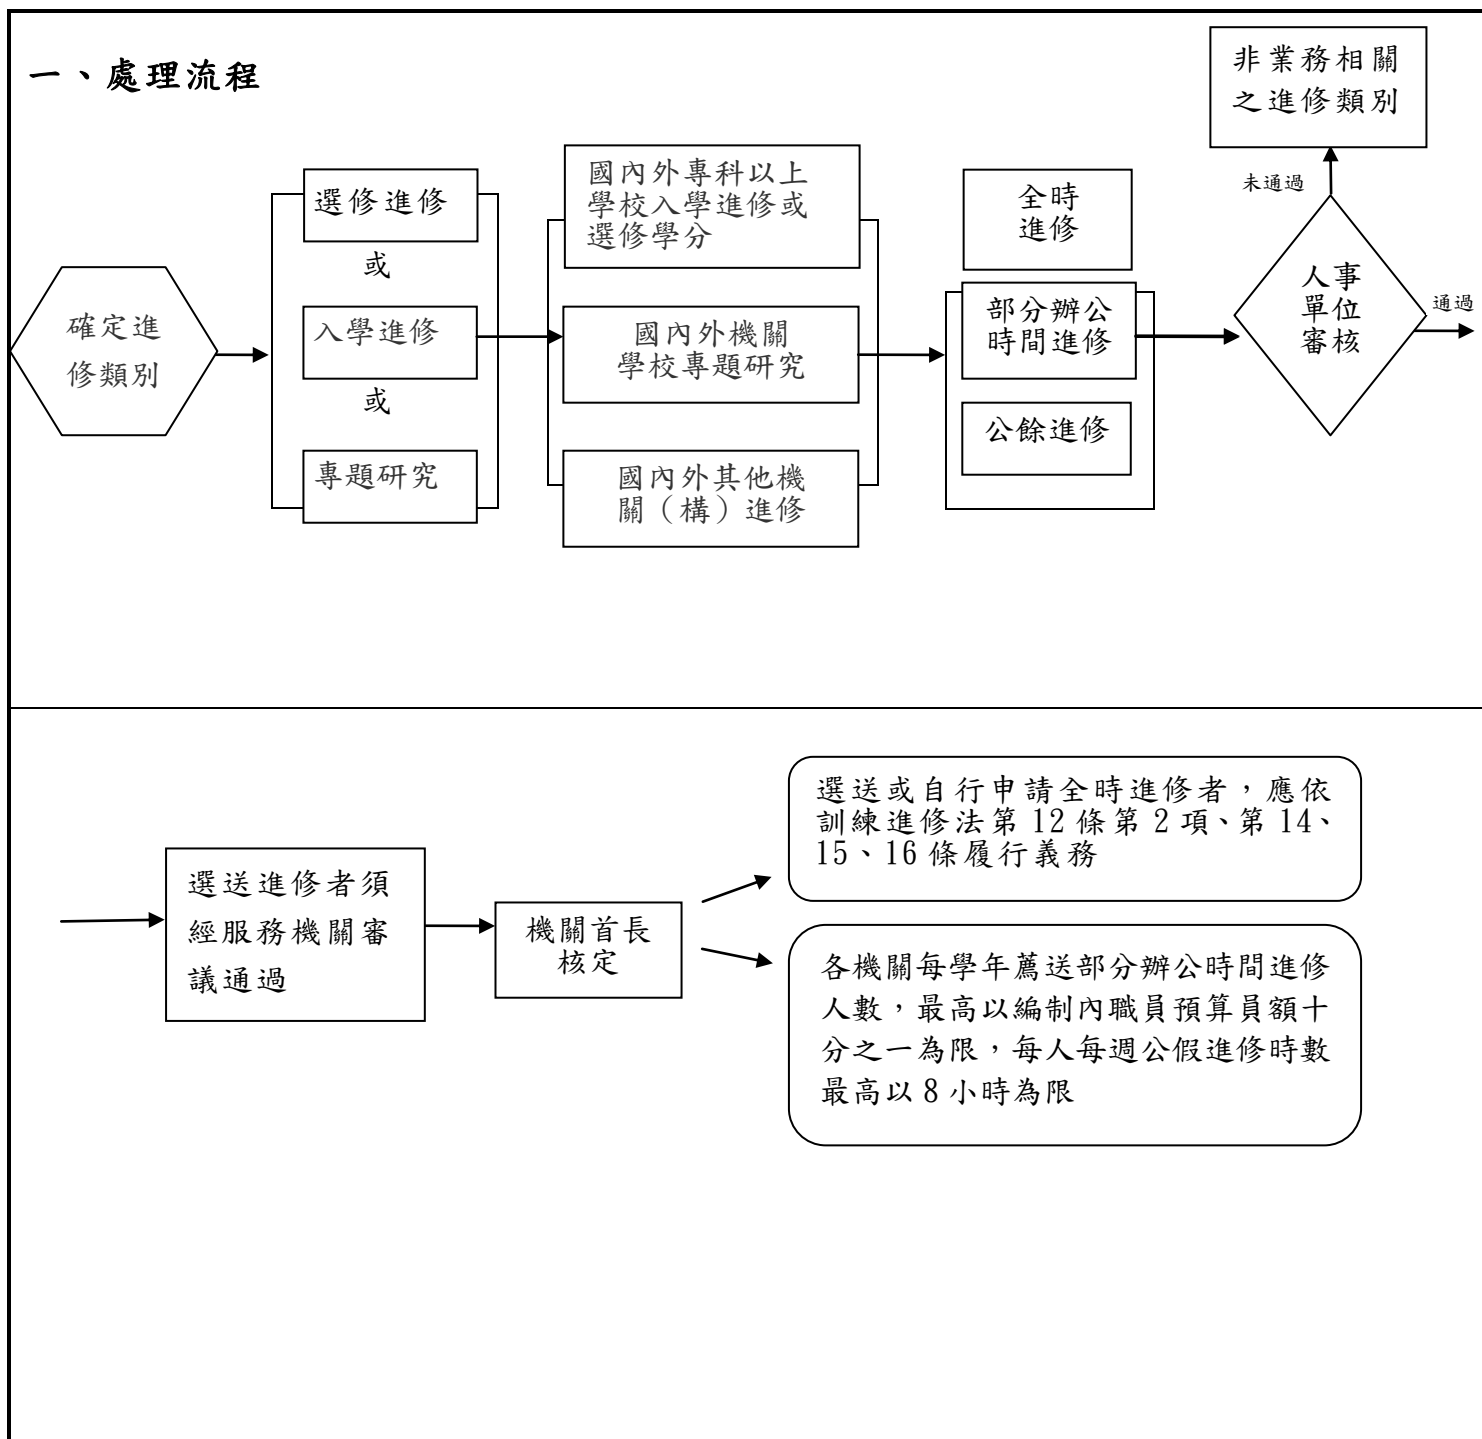 一、處理流程
非業務相關
之進修類別
未通過
確定進
修類別
選修進修
或
入學進修
或
專題研究
國內外專科以上
學校入學進修或
選修學分
國內外機關
學校專題研究
國內外其他機
關（構）進修
全時
進修
部分辦公
時間進修
公餘進修
人事
單位
審核
通過
選送進修者須
經服務機關審
議通過
機關首長
核定
選送或自行申請全時進修者，應依
訓練進修法第 12 條第 2 項、第 14、
15、16 條履行義務
各機關每學年薦送部分辦公時間進修
人數，最高以編制內職員預算員額十
分之一為限，每人每週公假進修時數
最高以 8 小時為限